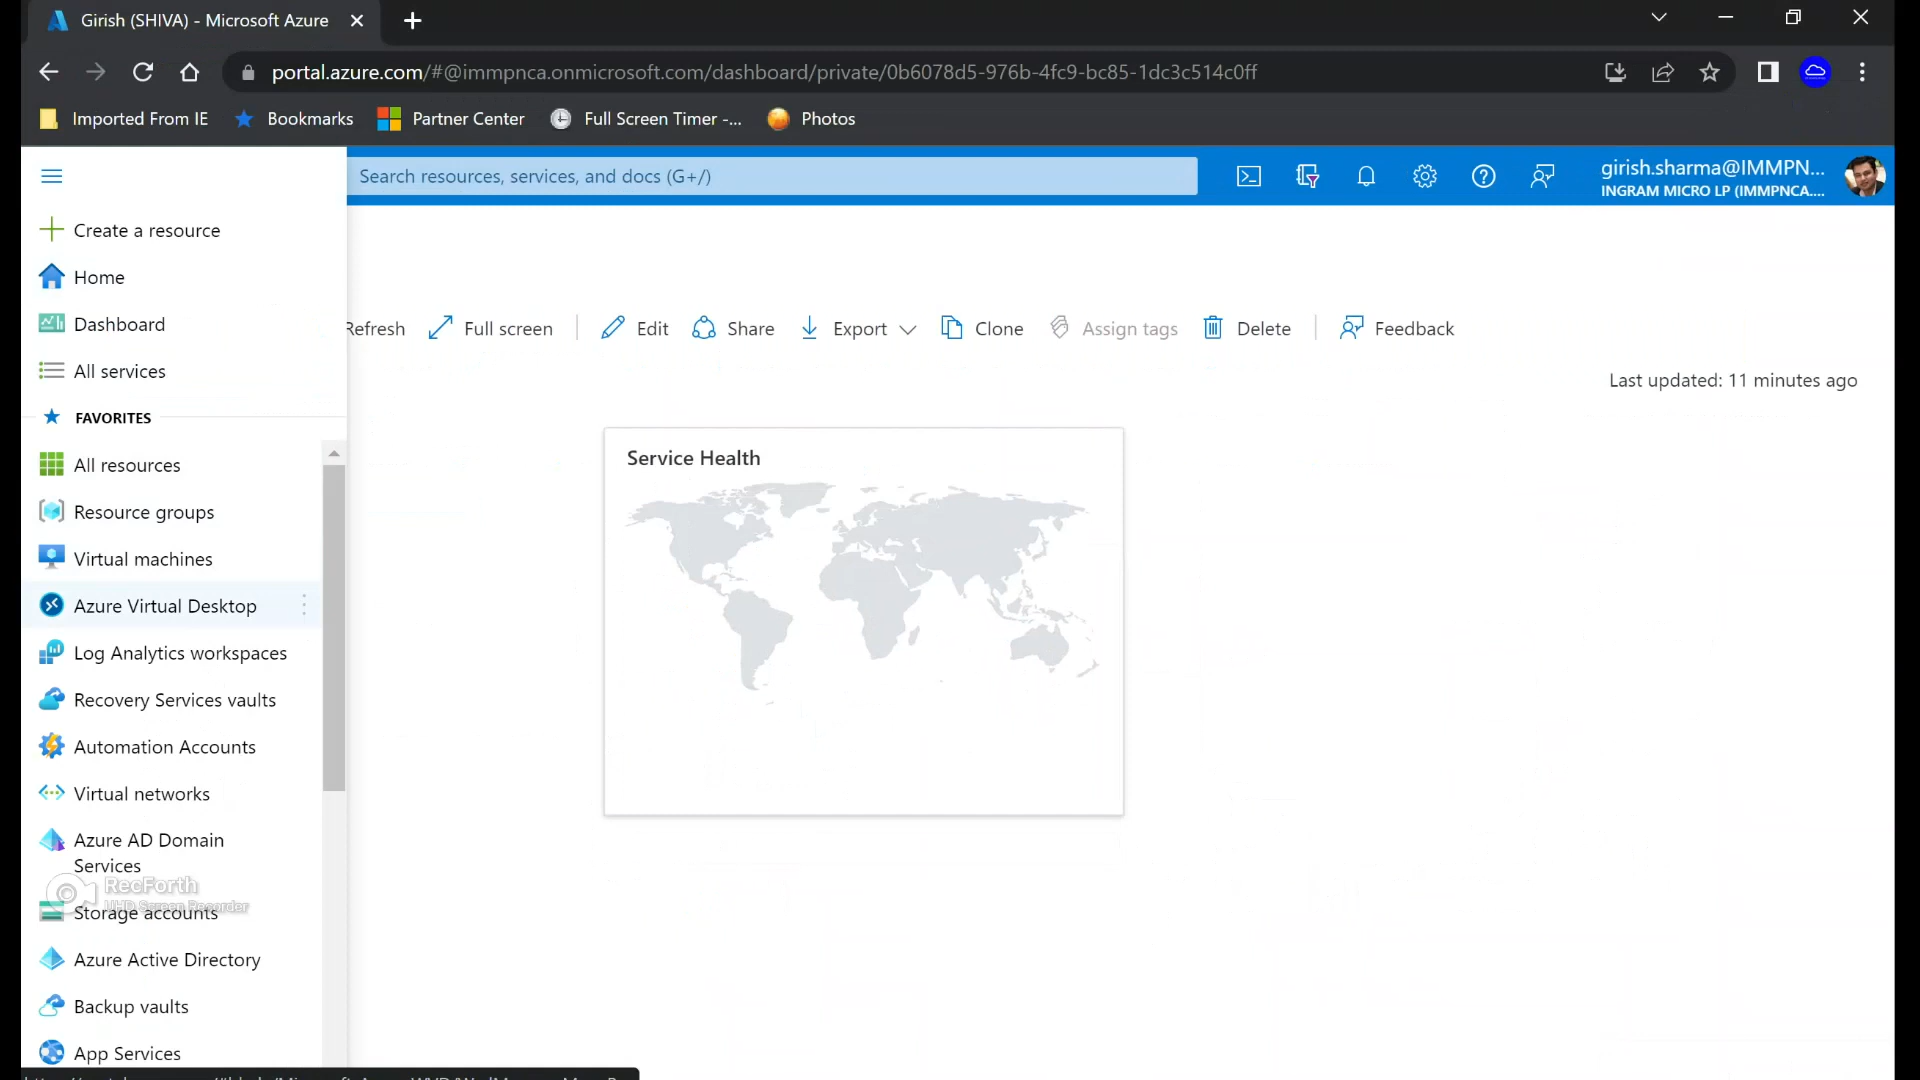 Girish (SHIVA) - Microsoft Azure
portal.azure.com/#@immpnca.onmicrosoft.com/dashboard/private/0b6078d5-976b-4fc9-bc85-1dc3c514c0ff
Imported From IE Bookmarks Partner Center Full Screen Timer -... Photos
Search resources, services, and docs (G+/)
girish.sharma@IMMPN...
INGRAM MICRO LP (IMMPNCA....
Create a resource
Home
Dashboard
All services
FAVORITES
All resources
Resource groups
Virtual machines
Azure Virtual Desktop
Log Analytics workspaces
Recovery Services vaults
Automation Accounts
Virtual networks
Azure AD Domain
Services
RecForth
UHD Screen Recorder
Storage accounts
Azure Active Directory
Backup vaults
App Services
Refresh Full screen Edit Share Export Clone Assign tags Delete Feedback
Last updated: 11 minutes ago
Service Health